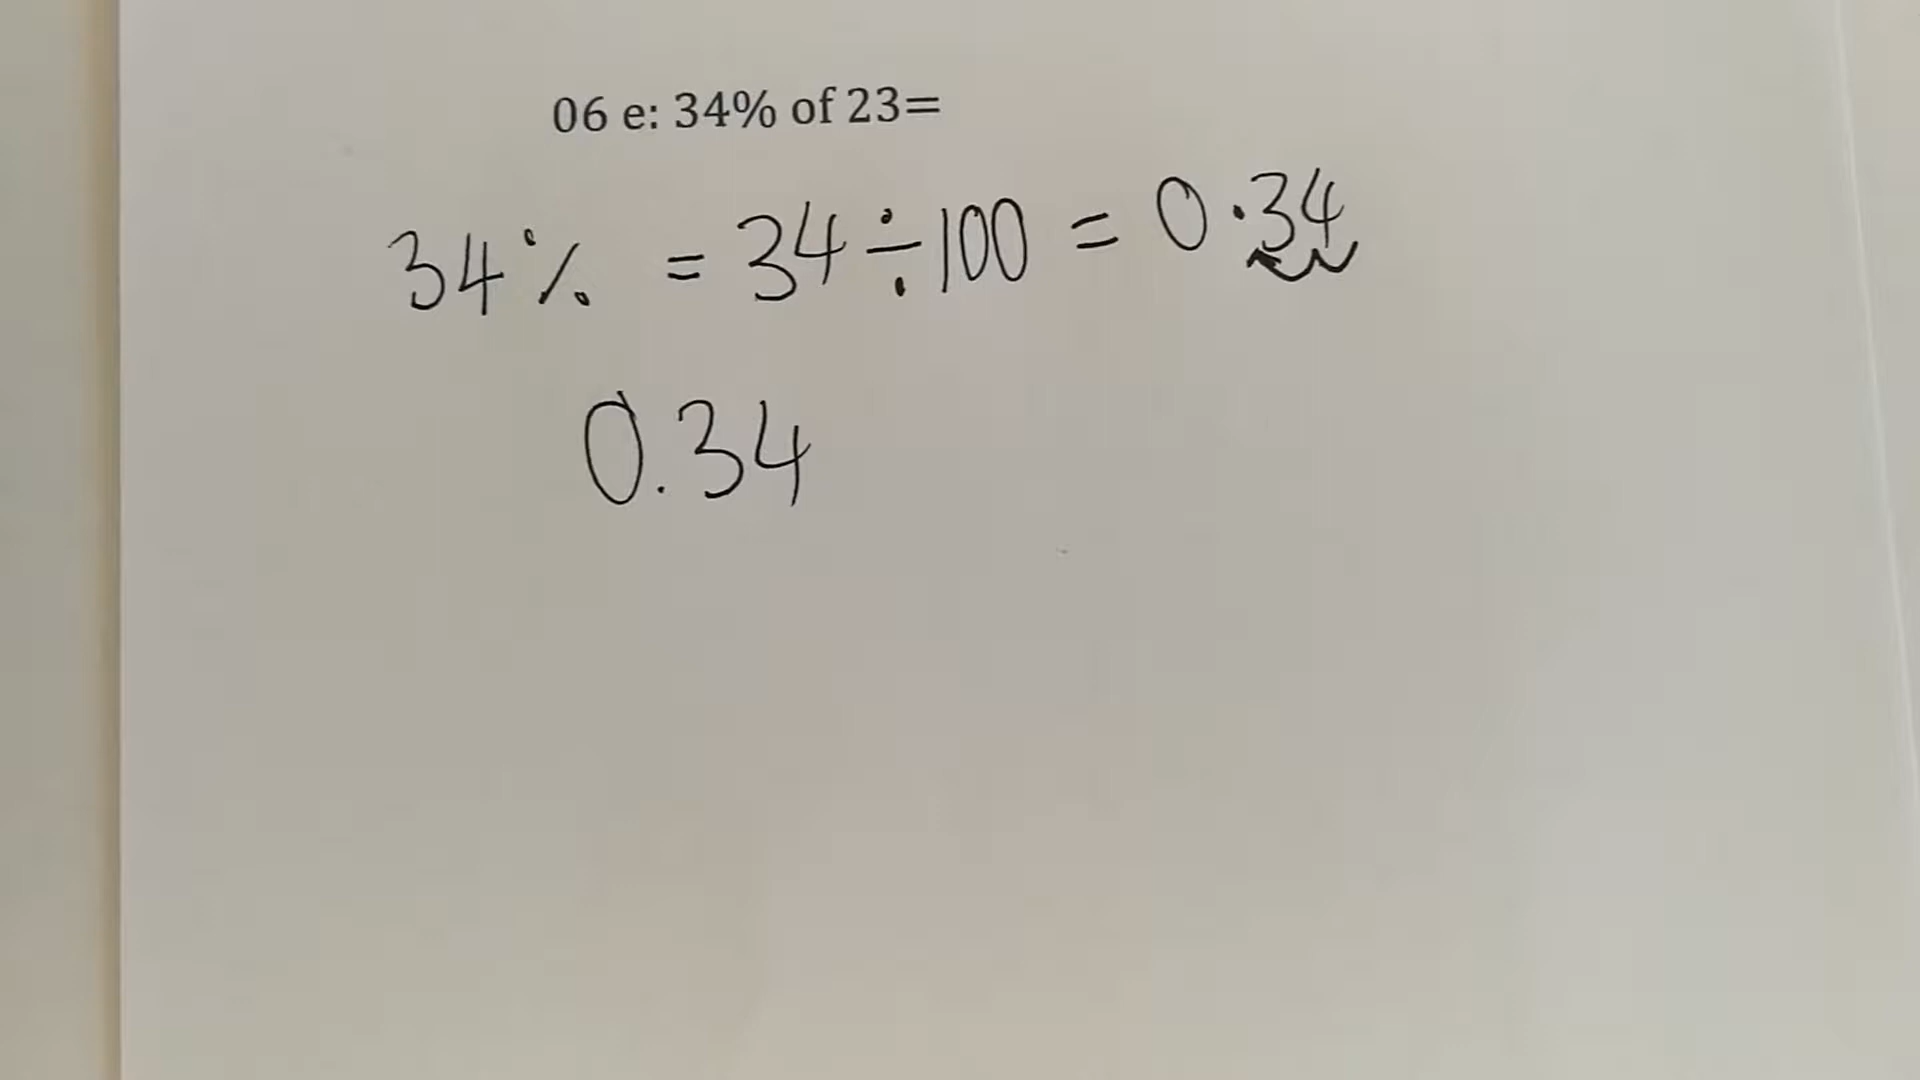 06 e: 34% of 23=
34% = 34÷100 = 0.34
0.34